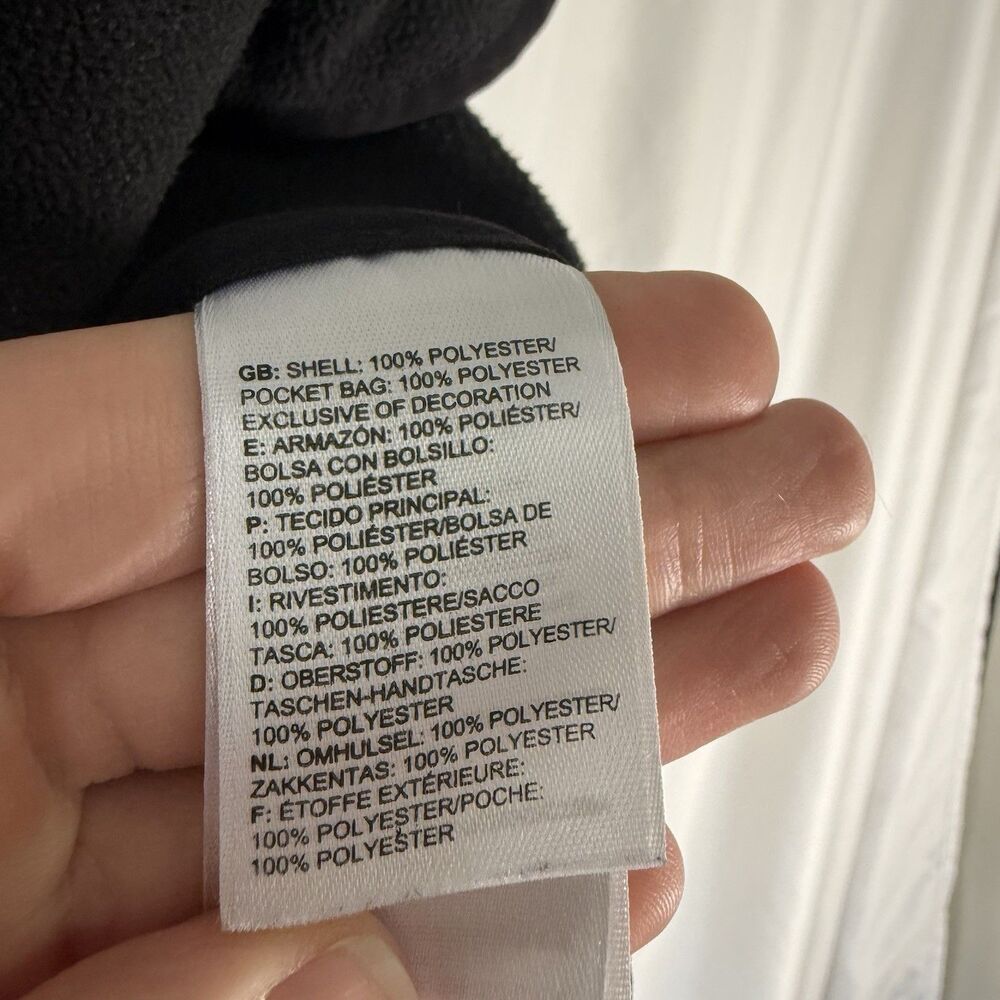 GB: SHELL: 100% POLYESTER/
POCKET BAG: 100% POLYESTER
EXCLUSIVE OF DECORATION
E: ARMAZÓN: 100% POLIÉSTER/
BOLSA CON BOLSILLO:
100% POLIÉSTER
P: TECIDO PRINCIPAL:
100% POLIÉSTER/BOLSA DE
BOLSO: 100% POLIÉSTER
I: RIVESTIMENTO:
100% POLIESTERE/SACCO
TASCA: 100% POLIESTERE
D: OBERSTOFF: 100% POLYESTER/
TASCHEN-HANDTASCHE:
100% POLYESTER
NL: OMHULSEL: 100% POLYESTER/
ZAKKENTAS: 100% POLYESTER
F: ÉTOFFE EXTÉRIEURE:
100% POLYESTER/POCHE:
100% POLYESTER